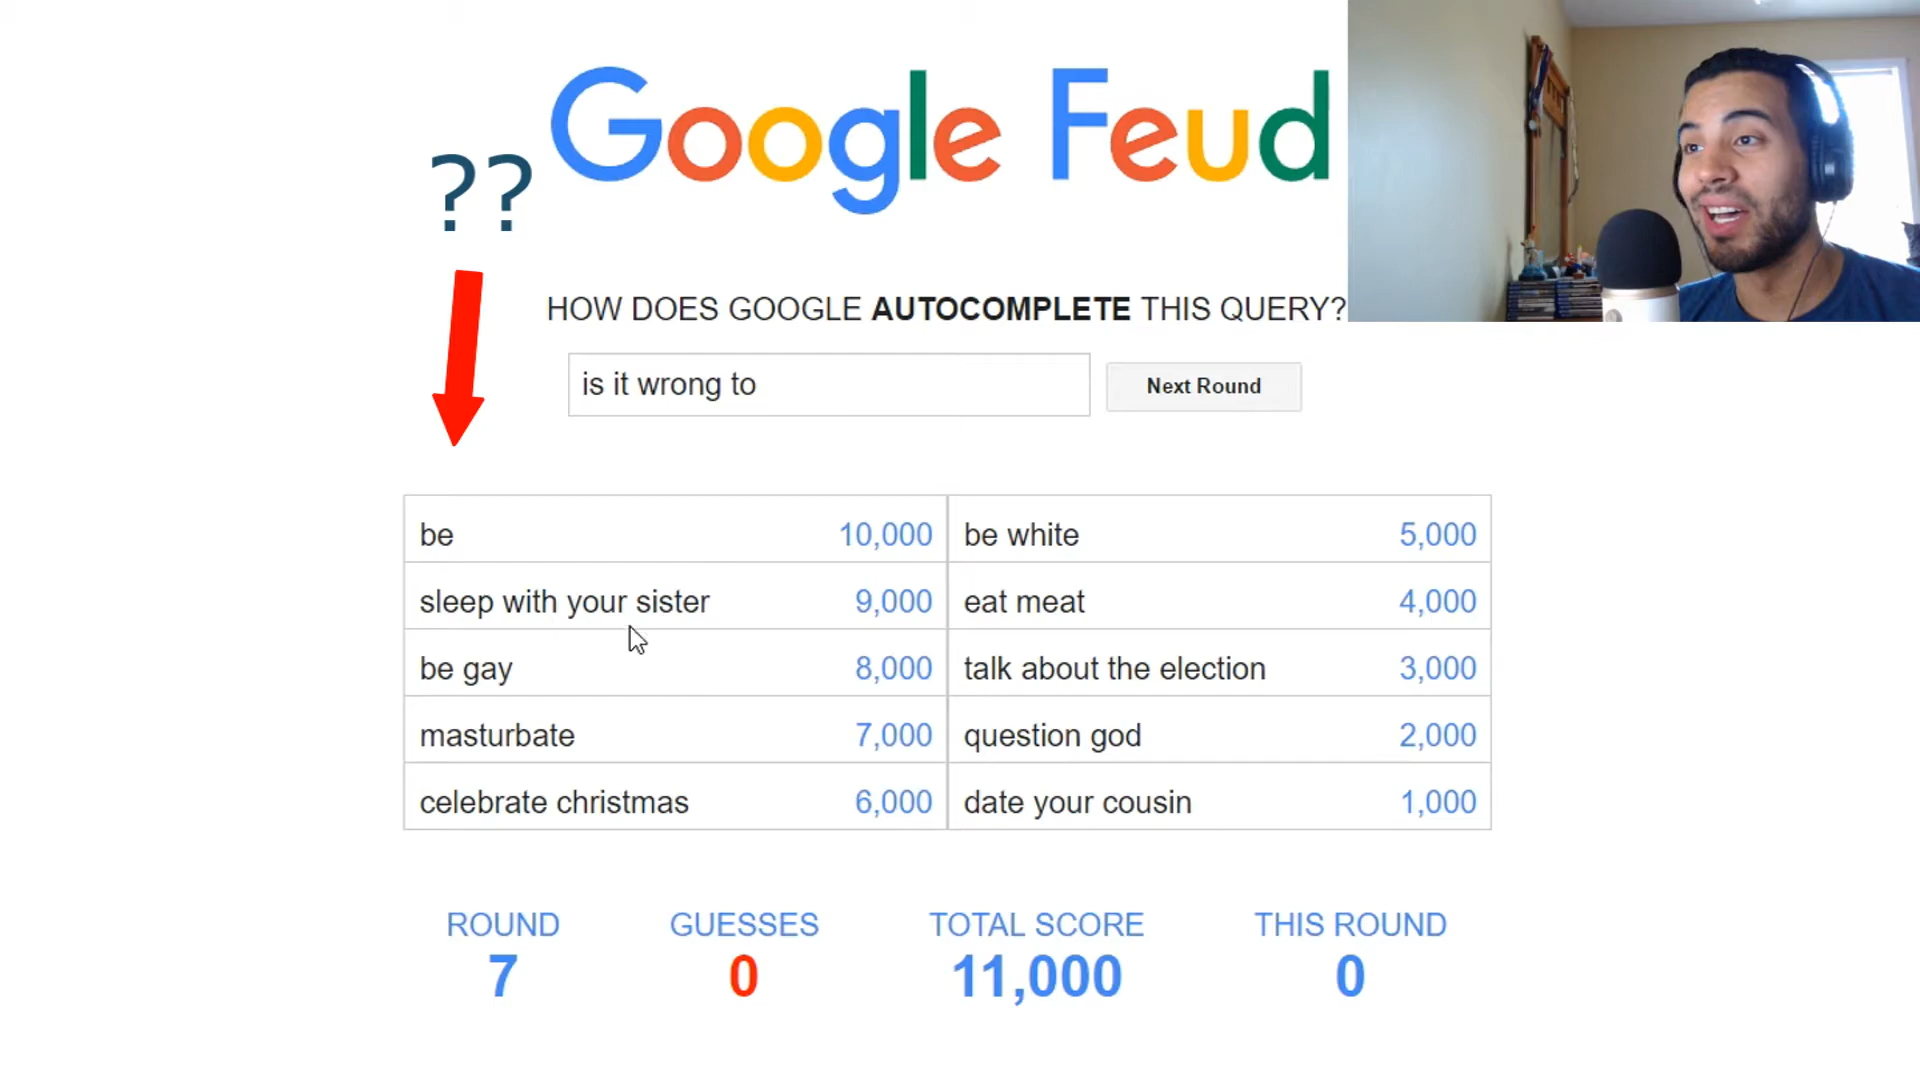 Google Feud
??
HOW DOES GOOGLE AUTOCOMPLETE THIS QUERY?
is it wrong to
Next Round
be 10,000
sleep with your sister 9,000
be gay 8,000
masturbate 7,000
celebrate christmas 6,000
be white 5,000
eat meat 4,000
talk about the election 3,000
question god 2,000
date your cousin 1,000
ROUND GUESSES TOTAL SCORE THIS ROUND
7 0 11,000 0